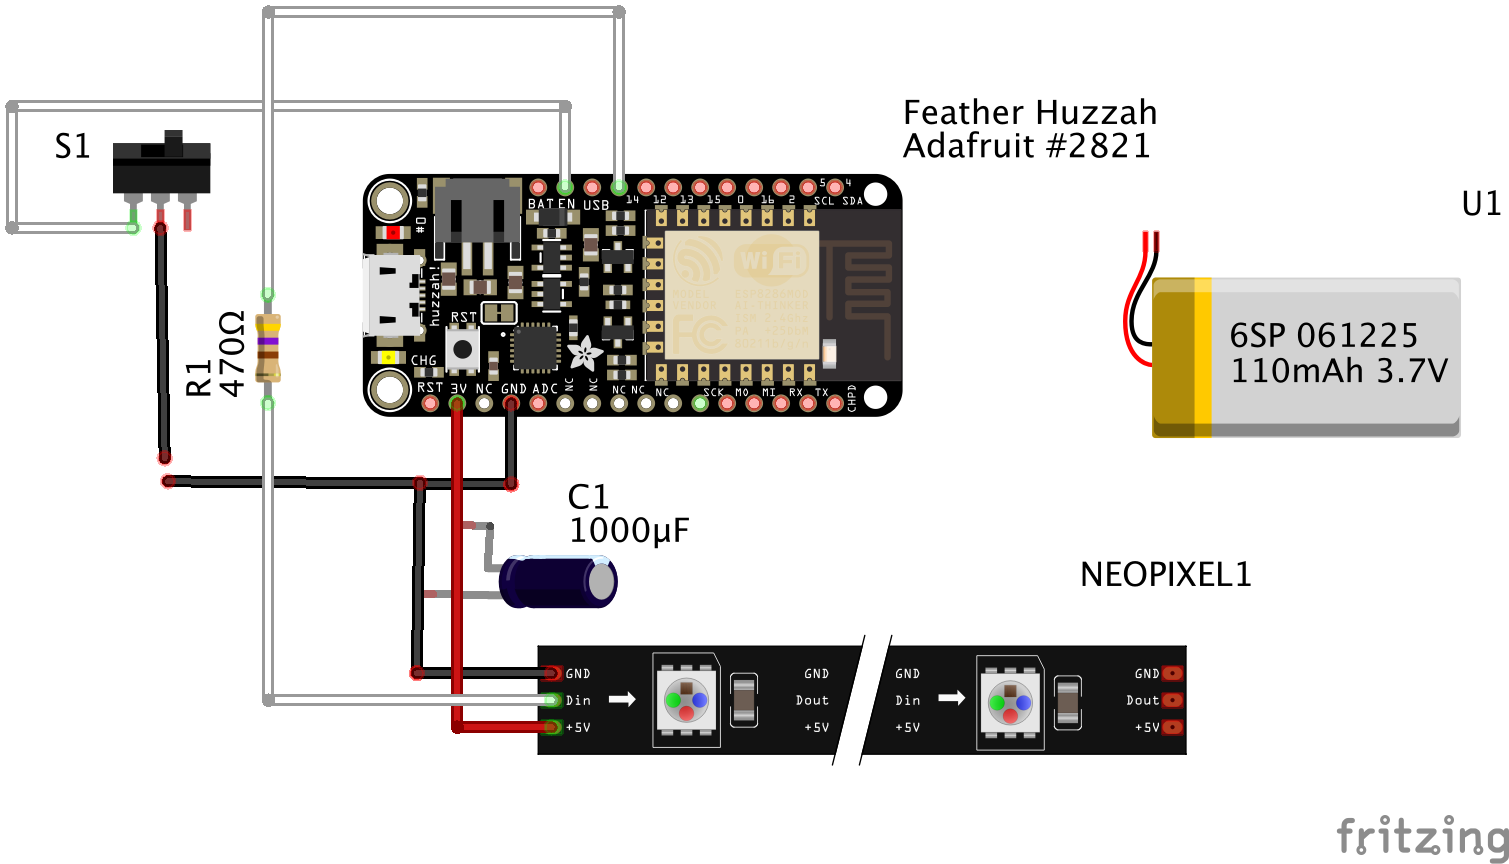 Feather Huzzah
Adafruit #2821
S1
U1
5 4
BAT EN USB 14 12 13 15 0 16 2 SCL SDA
#0
huzzah!
WiFi
FC
RST
CHG
RST 3V NC GND ADC NC NC NC NC NC SCK MO MI RX TX
CHPD
R1
470Ω
6SP 061225
110mAh 3.7V
C1
1000µF
NEOPIXEL1
GND GND GND GND
Din Dout Din Dout
+5V +5V +5V +5V
fritzing